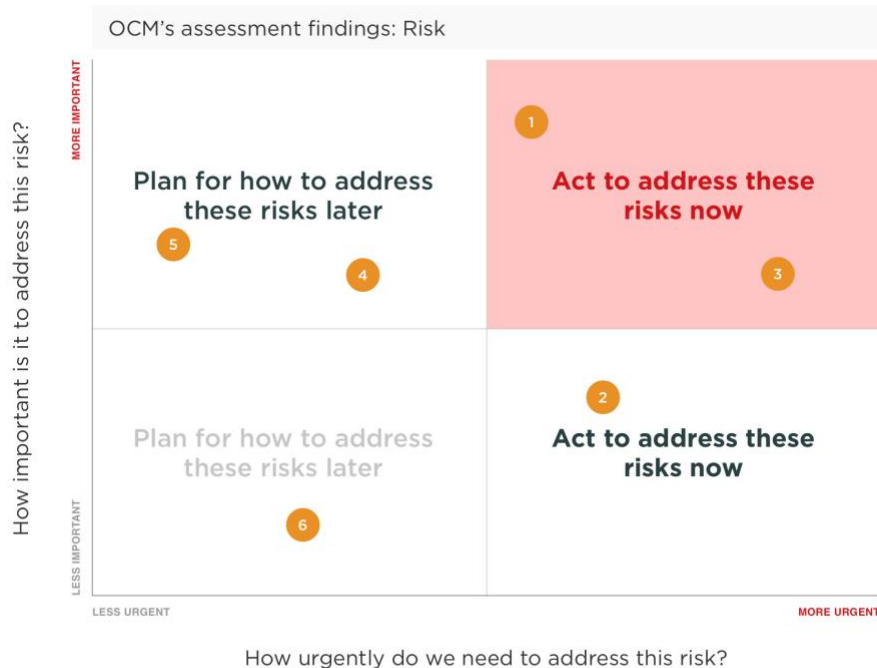 OCM's assessment findings: Risk
How important is it to address this risk?
MORE IMPORTANT
LESS IMPORTANT
1
Plan for how to address
these risks later
Act to address these
risks now
5
4
3
2
Plan for how to address
these risks later
Act to address these
risks now
6
LESS URGENT
MORE URGENT
How urgently do we need to address this risk?